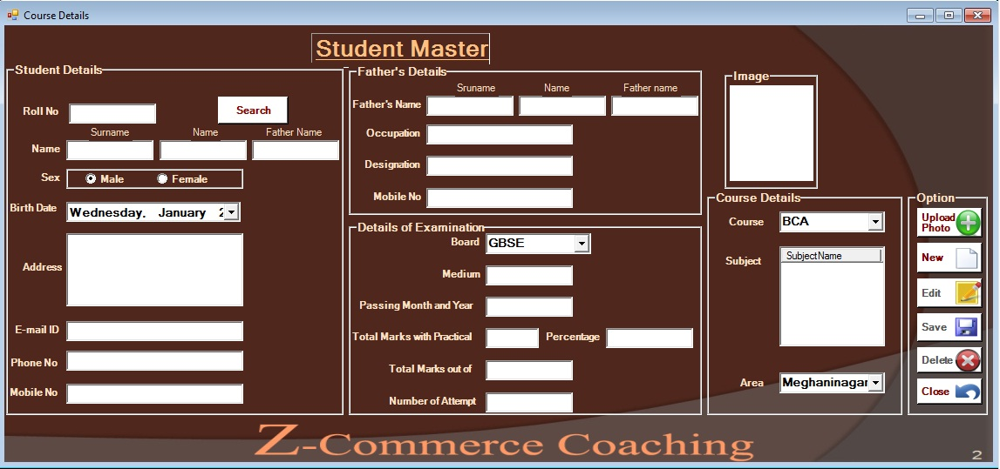 Course Details
Student Master
Student Details
Roll No
Search
Surname Name Father Name
Name
Sex Male Female
Birth Date Wednesday, January
Address
E-mail ID
Phone No
Mobile No
Father's Details
Sruname Name Father name
Father's Name
Occupation
Designation
Mobile No
Details of Examination
Board GBSE
Medium
Passing Month and Year
Total Marks with Practical Percentage
Total Marks out of
Number of Attempt
Image
Course Details
Course BCA
Subject SubjectName
Area Meghaninagar
Option
Upload
Photo
New
Edit
Save
Delete
Close
Z-Commerce Coaching
2